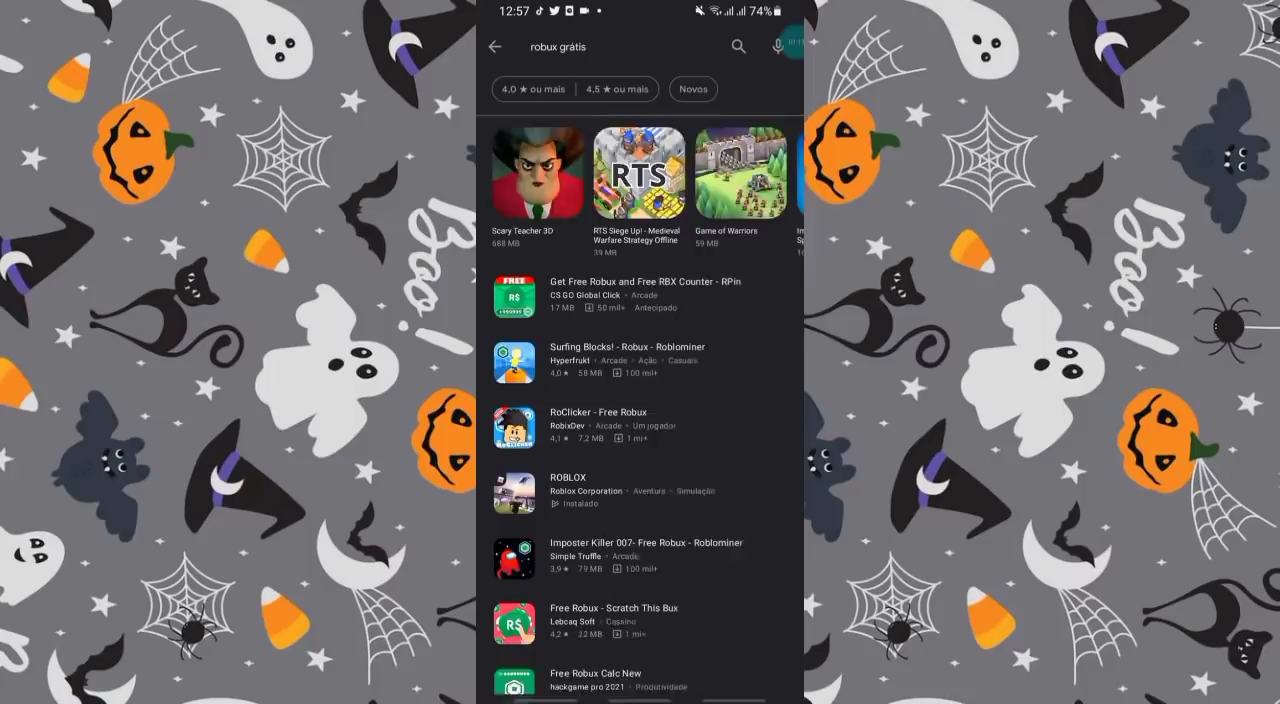 12:57
74%
robux grátis
4,0 ★ ou mais
4,5 ★ ou mais
Novos
RTS
Scary Teacher 3D
688 MB
RTS Siege Up! - Medieval
Warfare Strategy Offline
39 MB
Game of Warriors
59 MB
FREE
R$
Get Free Robux and Free RBX Counter - RPin
CS GO Global Click · Arcade
17 MB 50 mil+ Antecipado
Surfing Blocks! - Robux - Roblominer
Hyperfrukt · Arcade · Ação · Casuais
4,0 ★ 58 MB 100 mil+
ROCLICKER
RoClicker - Free Robux
RobixDev · Arcade · Um jogador
4,1 ★ 7,2 MB 1 mi+
ROBLOX
Roblox Corporation · Aventura · Simulação
Instalado
Imposter Killer 007- Free Robux - Roblominer
Simple Truffle · Arcade
3,9 ★ 79 MB 100 mil+
R$
Free Robux - Scratch This Bux
Lebcaq Soft · Cassino
4,2 ★ 22 MB 1 mi+
Free Robux Calc New
hackgame pro 2021 · Produtividade
Boo!
Boo!